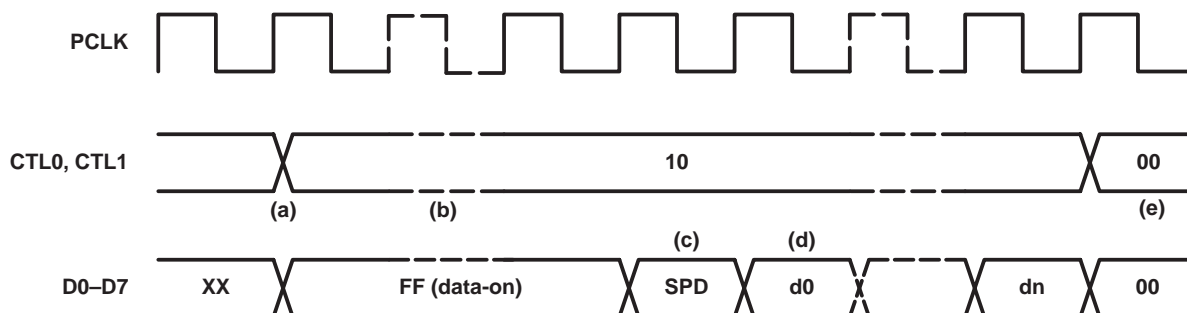 PCLK
CTL0, CTL1
10
00
(a)
(b)
(e)
(c)
(d)
D0–D7
XX
FF (data-on)
SPD
d0
dn
00